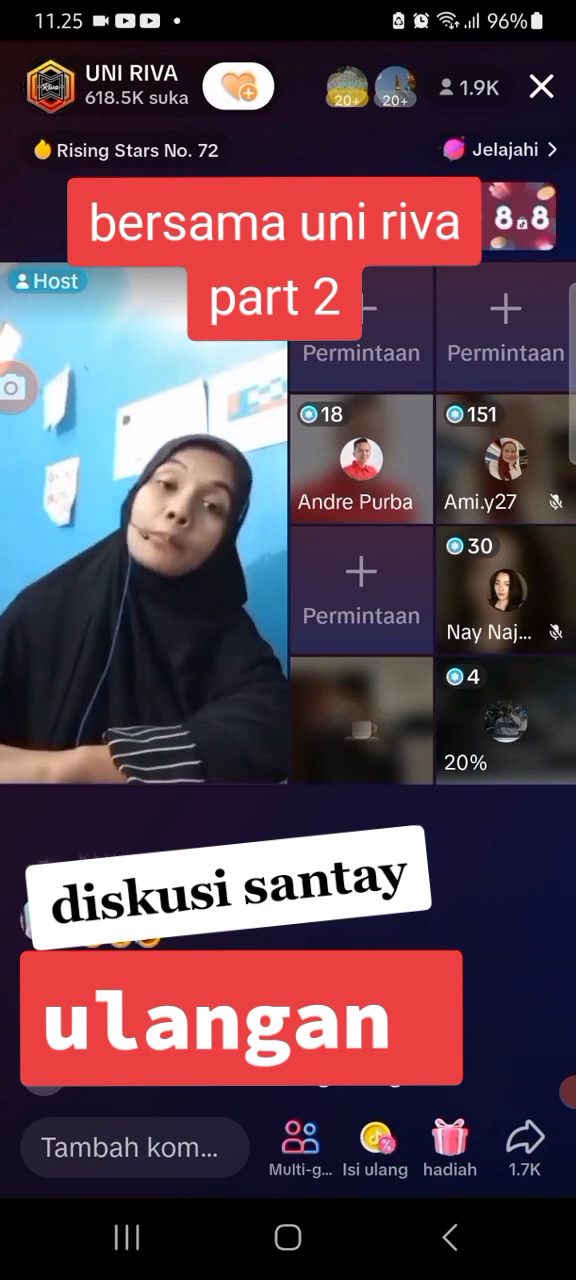 11.25
96%
UNI RIVA
618.5K suka
20+
20+
1.9K
Rising Stars No. 72
Jelajahi
bersama uni riva
part 2
8.8
Host
Permintaan
Permintaan
18
151
Andre Purba
Ami.y27
30
Permintaan
Nay Naj...
4
20%
diskusi santay
ulangan
Tambah kom...
Multi-g...
Isi ulang
hadiah
1.7K